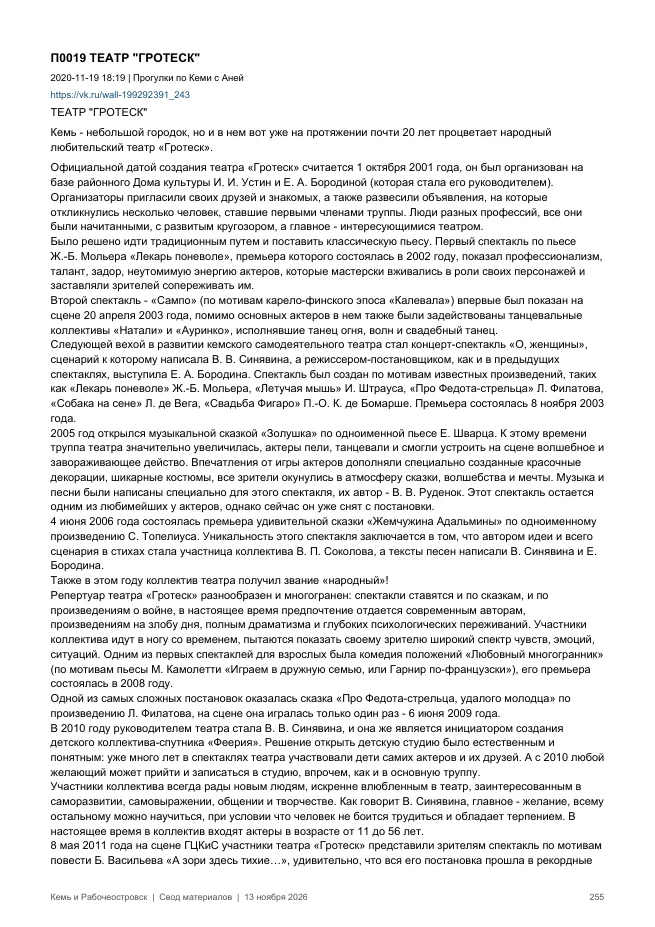 П0019 ТЕАТР "ГРОТЕСК"
2020-11-19 18:19 | Прогулки по Кеми с Аней
https://vk.ru/wall-199292391_243
ТЕАТР "ГРОТЕСК"
Кемь - небольшой городок, но и в нем вот уже на протяжении почти 20 лет процветает народный
любительский театр «Гротеск».
Официальной датой создания театра «Гротеск» считается 1 октября 2001 года, он был организован на
базе районного Дома культуры И. И. Устин и Е. А. Бородиной (которая стала его руководителем).
Организаторы пригласили своих друзей и знакомых, а также развесили объявления, на которые
откликнулись несколько человек, ставшие первыми членами труппы. Люди разных профессий, все они
были начитанными, с развитым кругозором, а главное - интересующимися театром.
Было решено идти традиционным путем и поставить классическую пьесу. Первый спектакль по пьесе
Ж.-Б. Мольера «Лекарь поневоле», премьера которого состоялась в 2002 году, показал профессионализм,
талант, задор, неутомимую энергию актеров, которые мастерски вживались в роли своих персонажей и
заставляли зрителей сопереживать им.
Второй спектакль - «Сампо» (по мотивам карело-финского эпоса «Калевала») впервые был показан на
сцене 20 апреля 2003 года, помимо основных актеров в нем также были задействованы танцевальные
коллективы «Натали» и «Ауринко», исполнявшие танец огня, волн и свадебный танец.
Следующей вехой в развитии кемского самодеятельного театра стал концерт-спектакль «О, женщины»,
сценарий к которому написала В. В. Синявина, а режиссером-постановщиком, как и в предыдущих
спектаклях, выступила Е. А. Бородина. Спектакль был создан по мотивам известных произведений, таких
как «Лекарь поневоле» Ж.-Б. Мольера, «Летучая мышь» И. Штрауса, «Про Федота-стрельца» Л. Филатова,
«Собака на сене» Л. де Вега, «Свадьба Фигаро» П.-О. К. де Бомарше. Премьера состоялась 8 ноября 2003
года.
2005 год открылся музыкальной сказкой «Золушка» по одноименной пьесе Е. Шварца. К этому времени
труппа театра значительно увеличилась, актеры пели, танцевали и смогли устроить на сцене волшебное и
завораживающее действо. Впечатления от игры актеров дополняли специально созданные красочные
декорации, шикарные костюмы, все зрители окунулись в атмосферу сказки, волшебства и мечты. Музыка и
песни были написаны специально для этого спектакля, их автор - В. В. Руденок. Этот спектакль остается
одним из любимейших у актеров, однако сейчас он уже снят с постановки.
4 июня 2006 года состоялась премьера удивительной сказки «Жемчужина Адальмины» по одноименному
произведению С. Топелиуса. Уникальность этого спектакля заключается в том, что автором идеи и всего
сценария в стихах стала участница коллектива В. П. Соколова, а тексты песен написали В. Синявина и Е.
Бородина.
Также в этом году коллектив театра получил звание «народный»!
Репертуар театра «Гротеск» разнообразен и многогранен: спектакли ставятся и по сказкам, и по
произведениям о войне, в настоящее время предпочтение отдается современным авторам,
произведениям на злобу дня, полным драматизма и глубоких психологических переживаний. Участники
коллектива идут в ногу со временем, пытаются показать своему зрителю широкий спектр чувств, эмоций,
ситуаций. Одним из первых спектаклей для взрослых была комедия положений «Любовный многогранник»
(по мотивам пьесы М. Камолетти «Играем в дружную семью, или Гарнир по-французски»), его премьера
состоялась в 2008 году.
Одной из самых сложных постановок оказалась сказка «Про Федота-стрельца, удалого молодца» по
произведению Л. Филатова, на сцене она игралась только один раз - 6 июня 2009 года.
В 2010 году руководителем театра стала В. В. Синявина, и она же является инициатором создания
детского коллектива-спутника «Феерия». Решение открыть детскую студию было естественным и
понятным: уже много лет в спектаклях театра участвовали дети самих актеров и их друзей. А с 2010 любой
желающий может прийти и записаться в студию, впрочем, как и в основную труппу.
Участники коллектива всегда рады новым людям, искренне влюбленным в театр, заинтересованным в
саморазвитии, самовыражении, общении и творчестве. Как говорит В. Синявина, главное - желание, всему
остальному можно научиться, при условии что человек не боится трудиться и обладает терпением. В
настоящее время в коллектив входят актеры в возрасте от 11 до 56 лет.
8 мая 2011 года на сцене ГЦКиС участники театра «Гротеск» представили зрителям спектакль по мотивам
повести Б. Васильева «А зори здесь тихие…», удивительно, что вся его постановка прошла в рекордные
Кемь и Рабочеостровск | Свод материалов | 13 ноября 2026
255